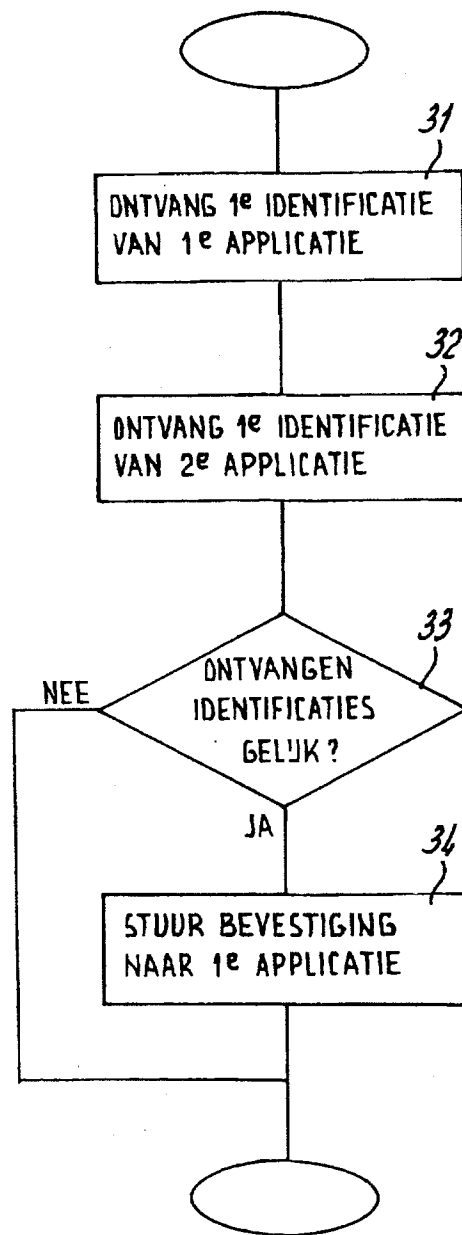 31
ONTVANG 1e IDENTIFICATIE
VAN 1e APPLICATIE
32
ONTVANG 1e IDENTIFICATIE
VAN 2e APPLICATIE
33
ONTVANGEN
IDENTIFICATIES
GELIJK?
NEE
JA
34
STUUR BEVESTIGING
NAAR 1e APPLICATIE